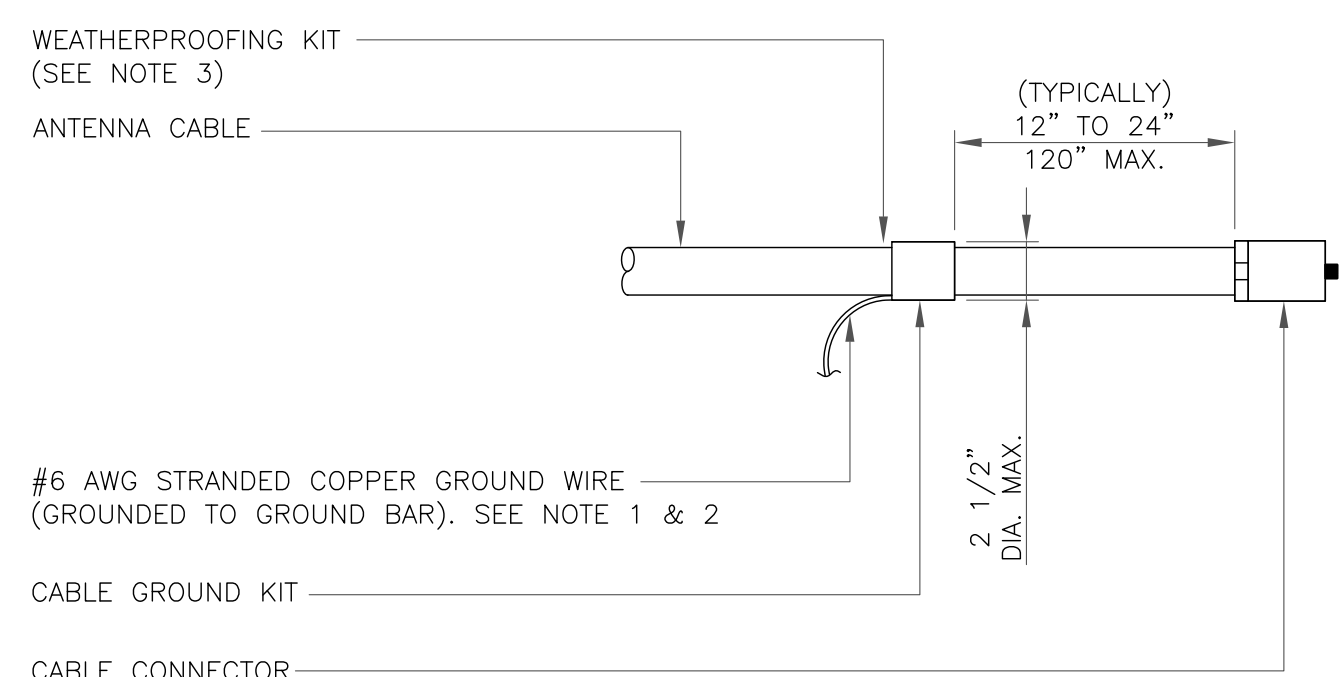 WEATHERPROOFING KIT
(SEE NOTE 3)
ANTENNA CABLE
(TYPICALLY)
12” TO 24”
120” MAX.
2 1/2”
DIA. MAX.
#6 AWG STRANDED COPPER GROUND WIRE
(GROUNDED TO GROUND BAR). SEE NOTE 1 & 2
CABLE GROUND KIT
CABLE CONNECTOR